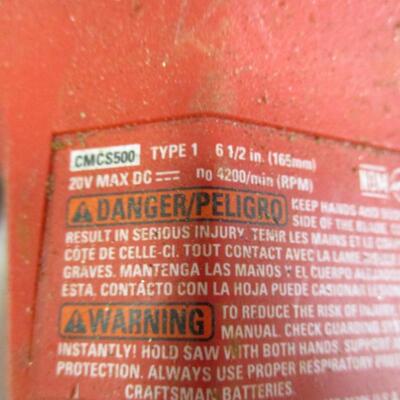 CMCS500 TYPE 1 6 1/2 in. (165mm)
20V MAX DC no 4200/min (RPM)
DANGER/PELIGRO KEEP HANDS AND
SIDE OF THE BLADE.
RESULT IN SERIOUS INJURY. TENIR LES MAINS ET LE
CÔTÉ DE CELLE-CI. TOUT CONTACT AVEC LA LAME
GRAVES. MANTENGA LAS MANOS Y EL CUERPO
ESTA. CONTÁCTO CON LA HOJA PUEDE CASIONAR
WARNING TO REDUCE THE RISK OF INJURY,
MANUAL. CHECK GUARDING
INSTANTLY! HOLD SAW WITH BOTH HANDS. SUPPORT
PROTECTION. ALWAYS USE PROPER RESPIRATORY
CRAFTSMAN BATTERIES.